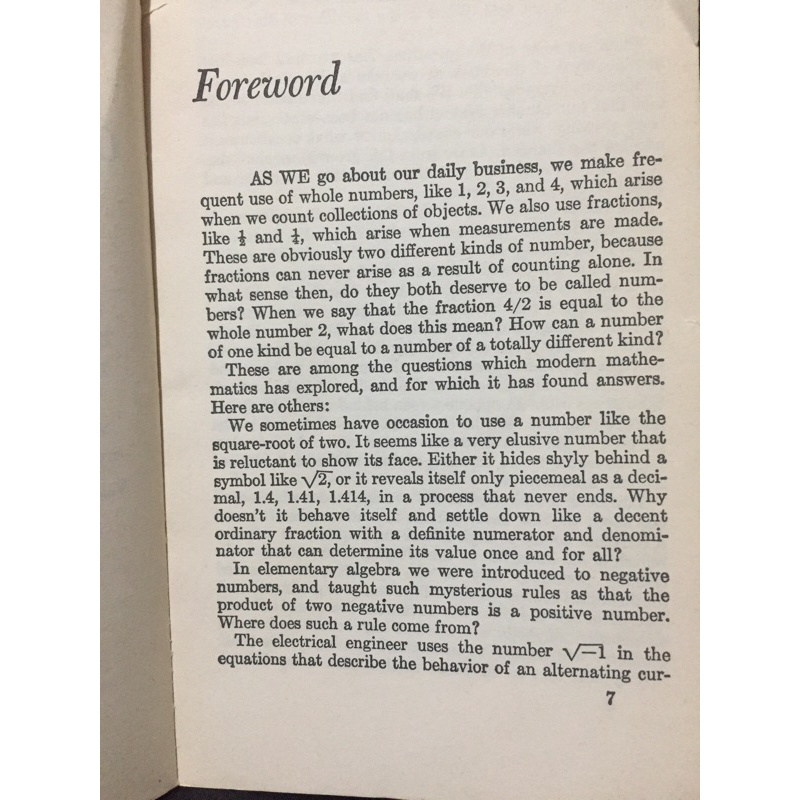 Foreword
AS WE go about our daily business, we make fre-
quent use of whole numbers, like 1, 2, 3, and 4, which arise
when we count collections of objects. We also use fractions,
like ½ and ¼, which arise when measurements are made.
These are obviously two different kinds of number, because
fractions can never arise as a result of counting alone. In
what sense then, do they both deserve to be called num-
bers? When we say that the fraction 4/2 is equal to the
whole number 2, what does this mean? How can a number
of one kind be equal to a number of a totally different kind?
These are among the questions which modern mathe-
matics has explored, and for which it has found answers.
Here are others:
We sometimes have occasion to use a number like the
square-root of two. It seems like a very elusive number that
is reluctant to show its face. Either it hides shyly behind a
symbol like √2, or it reveals itself only piecemeal as a deci-
mal, 1.4, 1.41, 1.414, in a process that never ends. Why
doesn't it behave itself and settle down like a decent
ordinary fraction with a definite numerator and denomi-
nator that can determine its value once and for all?
In elementary algebra we were introduced to negative
numbers, and taught such mysterious rules as that the
product of two negative numbers is a positive number.
Where does such a rule come from?
The electrical engineer uses the number √−1 in the
equations that describe the behavior of an alternating cur-
7